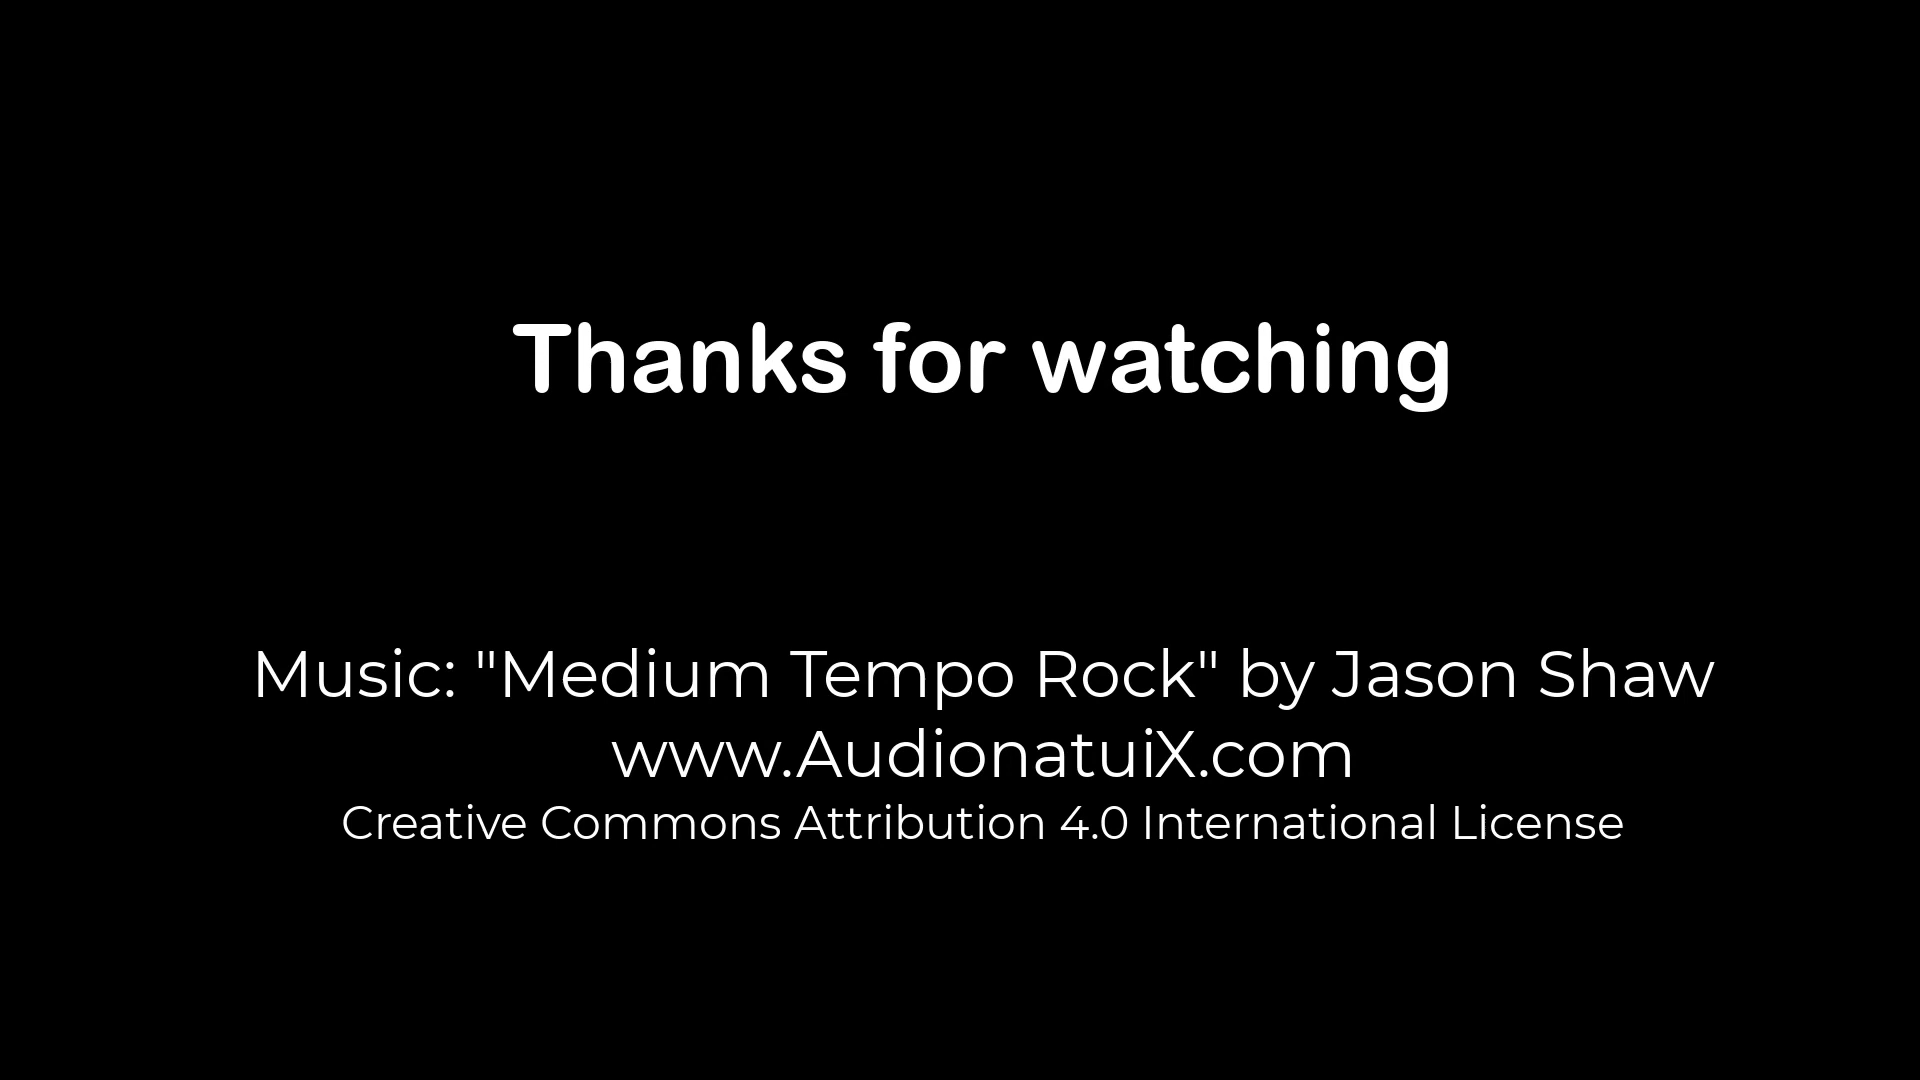 Thanks for watching
Music: "Medium Tempo Rock" by Jason Shaw
www.AudionatuiX.com
Creative Commons Attribution 4.0 International License